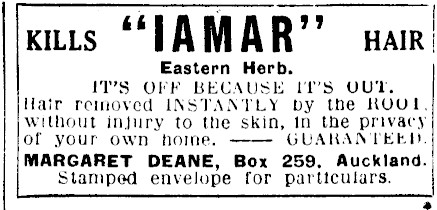 KILLS "IAMAR" HAIR
Eastern Herb.
IT'S OFF BECAUSE IT'S OUT.
Hair removed INSTANTLY by the ROOT,
without injury to the skin, in the privacy
of your own home. —— GUARANTEED.
MARGARET DEANE, Box 259, Auckland.
Stamped envelope for particulars.